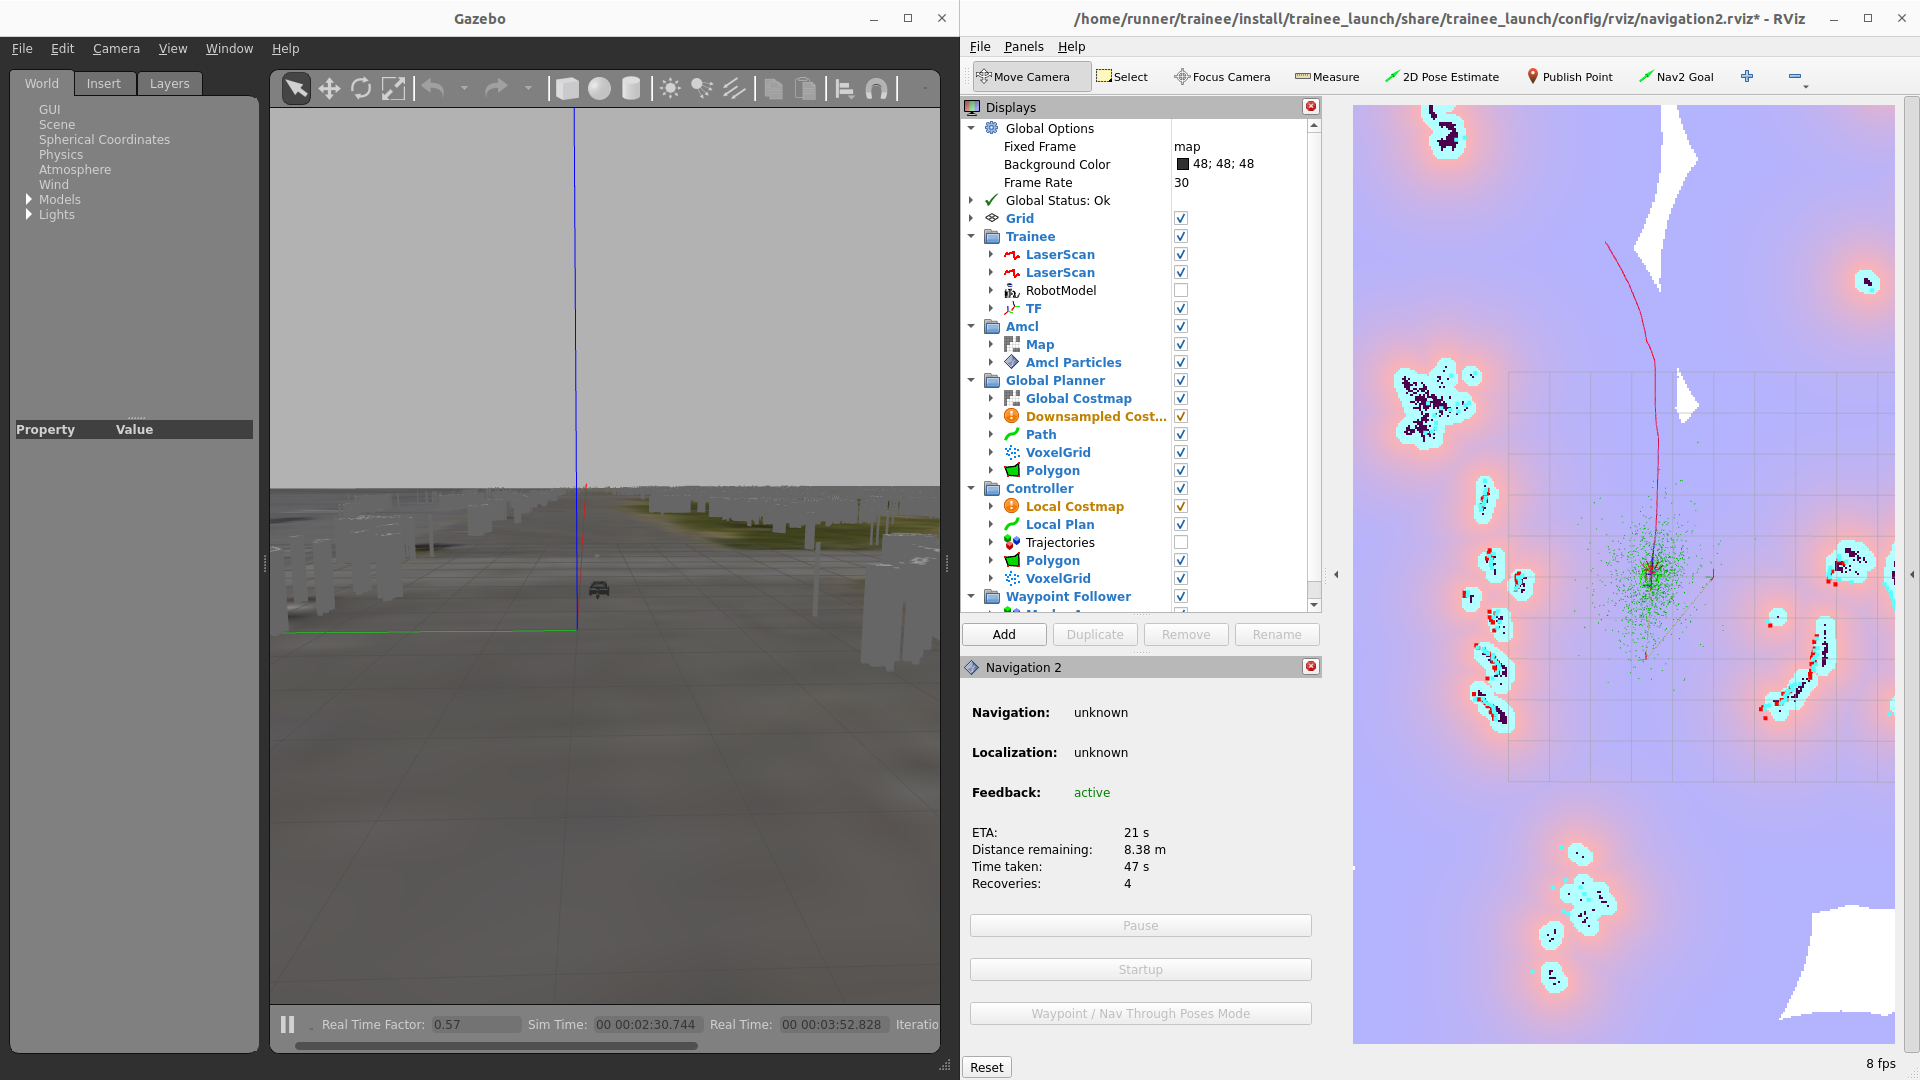 Gazebo
File Edit Camera View Window Help
World Insert Layers
GUI
Scene
Spherical Coordinates
Physics
Atmosphere
Wind
Models
Lights
Property Value
Real Time Factor: 0.57 Sim Time: 00 00:02:30.744 Real Time: 00 00:03:52.828 Iteratio
/home/runner/trainee/install/trainee_launch/share/trainee_launch/config/rviz/navigation2.rviz* - RViz
File Panels Help
Move Camera Select Focus Camera Measure 2D Pose Estimate Publish Point Nav2 Goal
Displays
Global Options
Fixed Frame map
Background Color 48; 48; 48
Frame Rate 30
Global Status: Ok
Grid
Trainee
LaserScan
LaserScan
RobotModel
TF
Amcl
Map
Amcl Particles
Global Planner
Global Costmap
Downsampled Cost...
Path
VoxelGrid
Polygon
Controller
Local Costmap
Local Plan
Trajectories
Polygon
VoxelGrid
Waypoint Follower
Add Duplicate Remove Rename
Navigation 2
Navigation: unknown
Localization: unknown
Feedback: active
ETA: 21 s
Distance remaining: 8.38 m
Time taken: 47 s
Recoveries: 4
Pause
Startup
Waypoint / Nav Through Poses Mode
Reset
8 fps